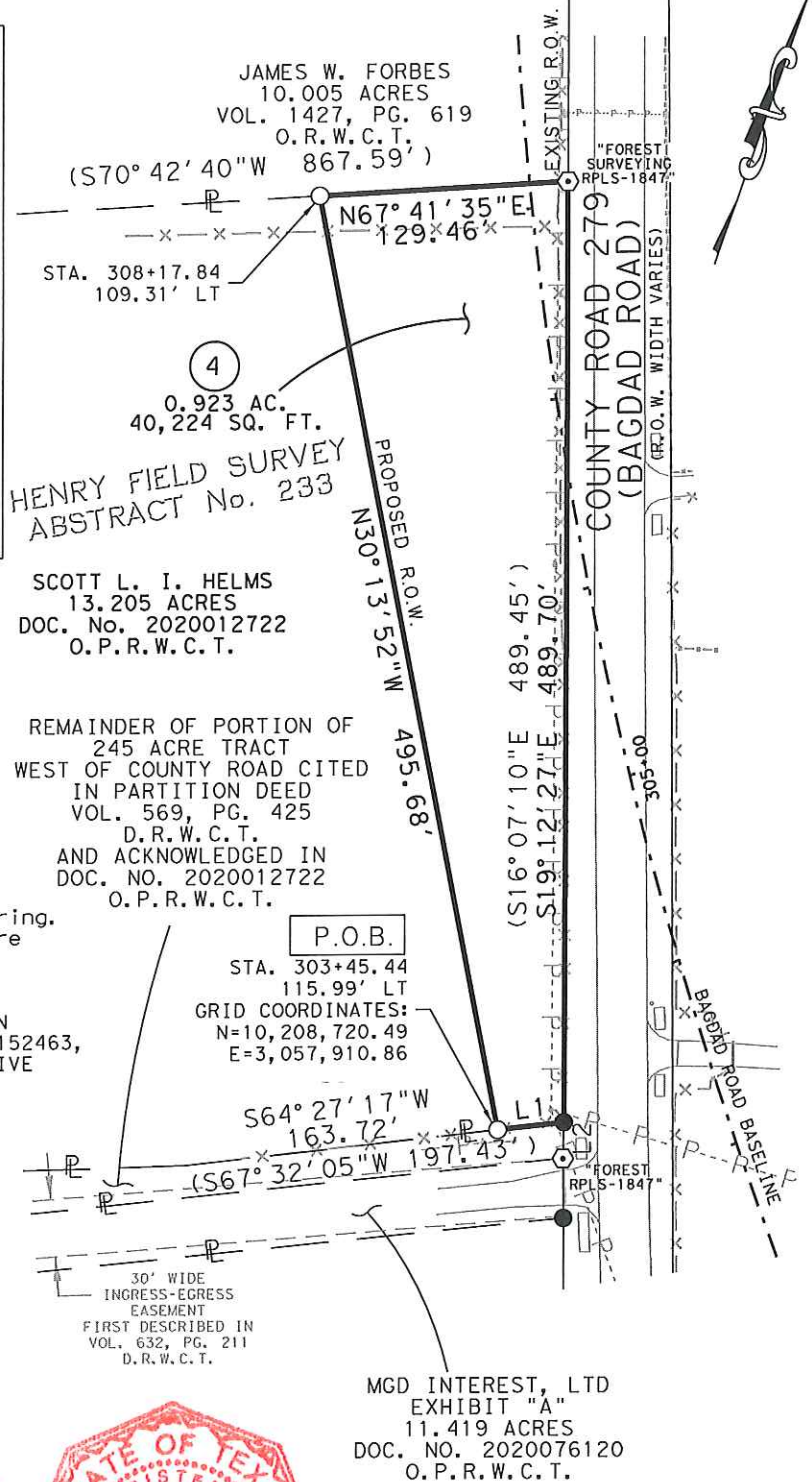 JAMES W. FORBES
10.005 ACRES
VOL. 1427, PG. 619
O.R.W.C.T.
(S70°42'40"W 867.59')
EXISTING R.O.W.
"FOREST
SURVEYING
RPLS-1847"
N67°41'35"E
129.46'
STA. 308+17.84
109.31' LT
COUNTY ROAD 279
(BAGDAD ROAD)
(R.O.W. WIDTH VARIES)
4
0.923 AC.
40,224 SQ. FT.
HENRY FIELD SURVEY
ABSTRACT No. 233
PROPOSED R.O.W.
N30°13'52"W 495.68'
SCOTT L. I. HELMS
13.205 ACRES
DOC. No. 2020012722
O.P.R.W.C.T.
(S16°07'10"E 489.45')
S19°12'27"E 489.70'
REMAINDER OF PORTION OF
245 ACRE TRACT
WEST OF COUNTY ROAD CITED
IN PARTITION DEED
VOL. 569, PG. 425
D.R.W.C.T.
AND ACKNOWLEDGED IN
DOC. NO. 2020012722
O.P.R.W.C.T.
305+00
ring.
re
N
152463,
IVE
P.O.B.
STA. 303+45.44
115.99' LT
GRID COORDINATES:
N=10,208,720.49
E=3,057,910.86
BAGDAD ROAD BASELINE
S64°27'17"W
163.72'
L1
L2
(S67°32'05"W 197.43')
"FOREST
RPLS-1847"
30' WIDE
INGRESS-EGRESS
EASEMENT
FIRST DESCRIBED IN
VOL. 632, PG. 211
D.R.W.C.T.
MGD INTEREST, LTD
EXHIBIT "A"
11.419 ACRES
DOC. NO. 2020076120
O.P.R.W.C.T.
ATE OF TEX
ISTE